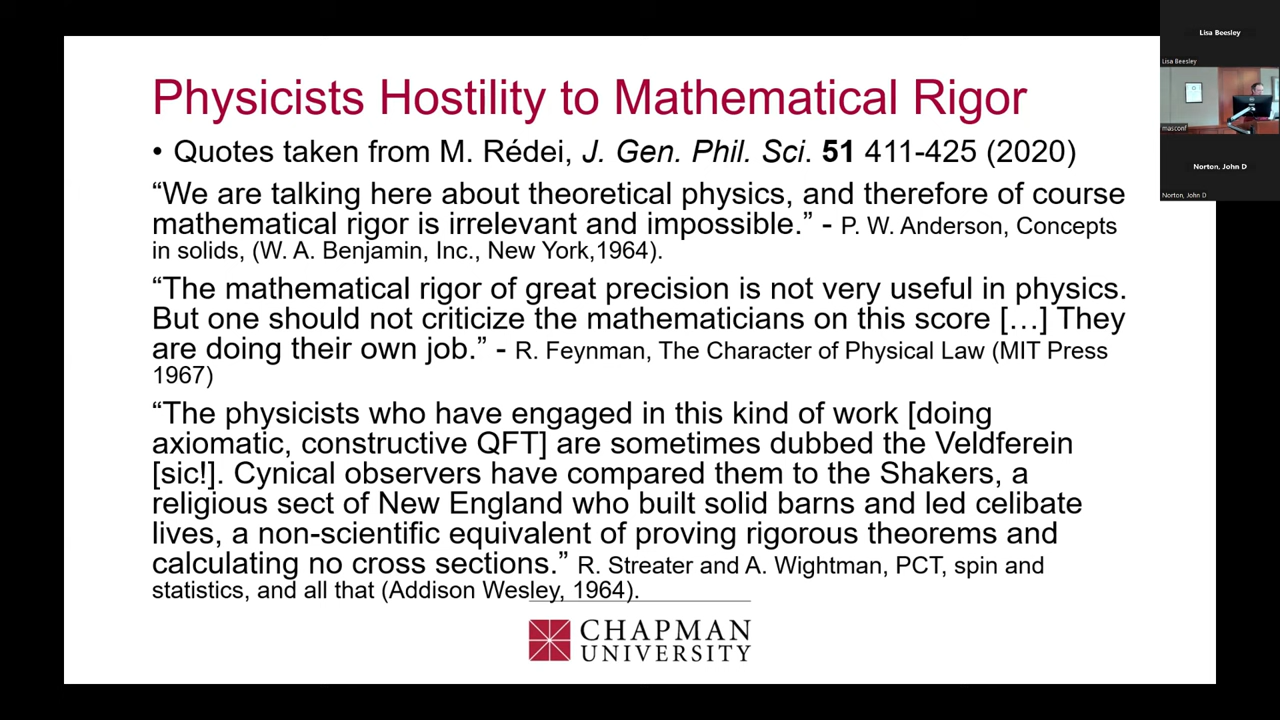 Physicists Hostility to Mathematical Rigor
• Quotes taken from M. Rédei, J. Gen. Phil. Sci. 51 411-425 (2020)
“We are talking here about theoretical physics, and therefore of course
mathematical rigor is irrelevant and impossible.” - P. W. Anderson, Concepts
in solids, (W. A. Benjamin, Inc., New York,1964).
“The mathematical rigor of great precision is not very useful in physics.
But one should not criticize the mathematicians on this score […] They
are doing their own job.” - R. Feynman, The Character of Physical Law (MIT Press
1967)
“The physicists who have engaged in this kind of work [doing
axiomatic, constructive QFT] are sometimes dubbed the Veldferein
[sic!]. Cynical observers have compared them to the Shakers, a
religious sect of New England who built solid barns and led celibate
lives, a non-scientific equivalent of proving rigorous theorems and
calculating no cross sections.” R. Streater and A. Wightman, PCT, spin and
statistics, and all that (Addison Wesley, 1964).
CHAPMAN
UNIVERSITY
Lisa Beesley
Lisa Beesley
masconf
Norton, John D
Norton, John D